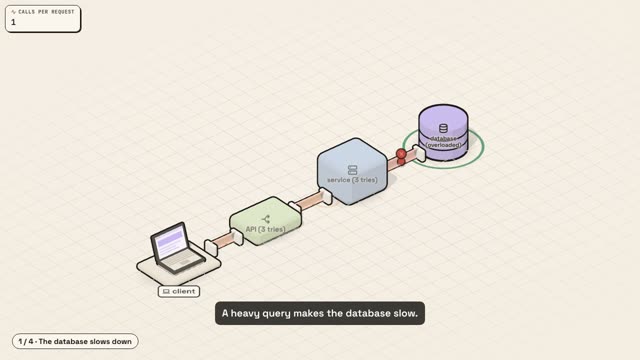 CALLS PER REQUEST
1
database
(overloaded)
service (3 tries)
API (3 tries)
client
A heavy query makes the database slow.
1 / 4 · The database slows down